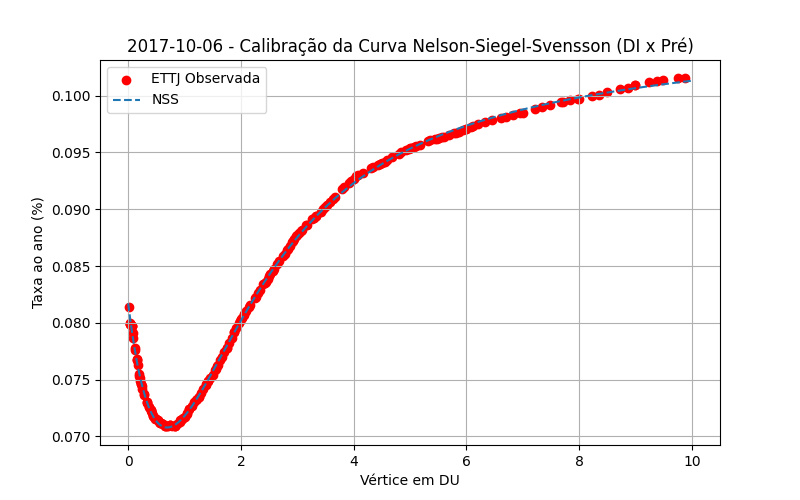 2017-10-06 - Calibração da Curva Nelson-Siegel-Svensson (DI x Pré)
ETTJ Observada
NSS
Taxa ao ano (%)
0.100
0.095
0.090
0.085
0.080
0.075
0.070
0
2
4
6
8
10
Vértice em DU